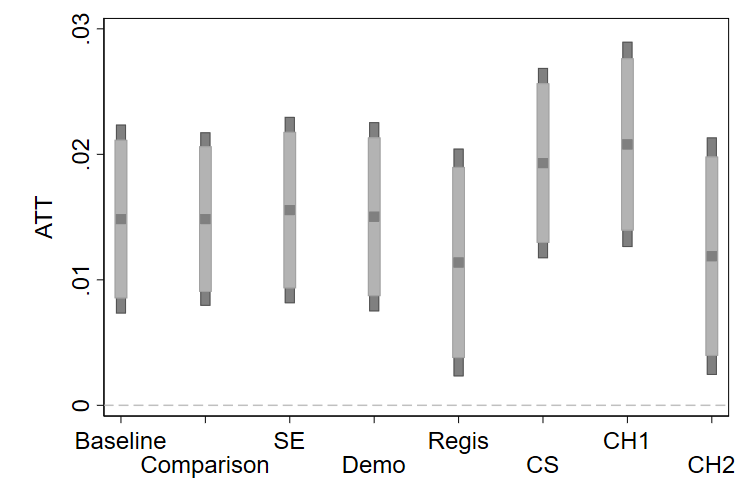 .03
.02
.01
0
ATT
Baseline
Comparison
SE
Demo
Regis
CS
CH1
CH2